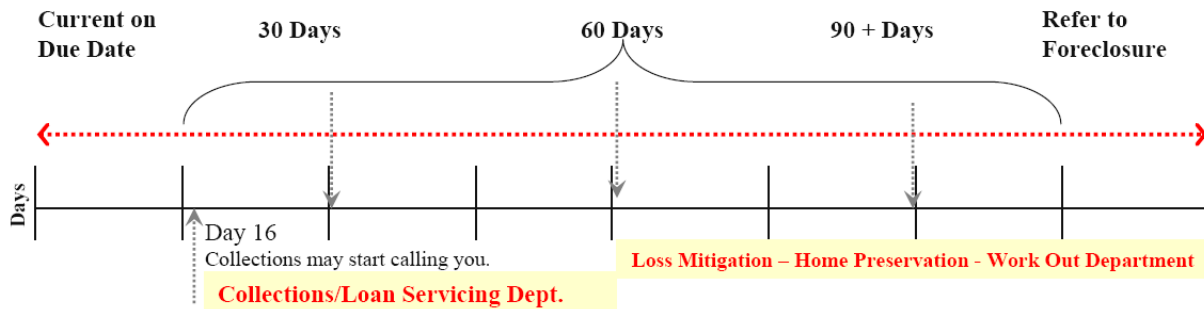 Current on
Due Date
30 Days
60 Days
90 + Days
Refer to
Foreclosure
Days
Day 16
Collections may start calling you.
Collections/Loan Servicing Dept.
Loss Mitigation – Home Preservation - Work Out Department